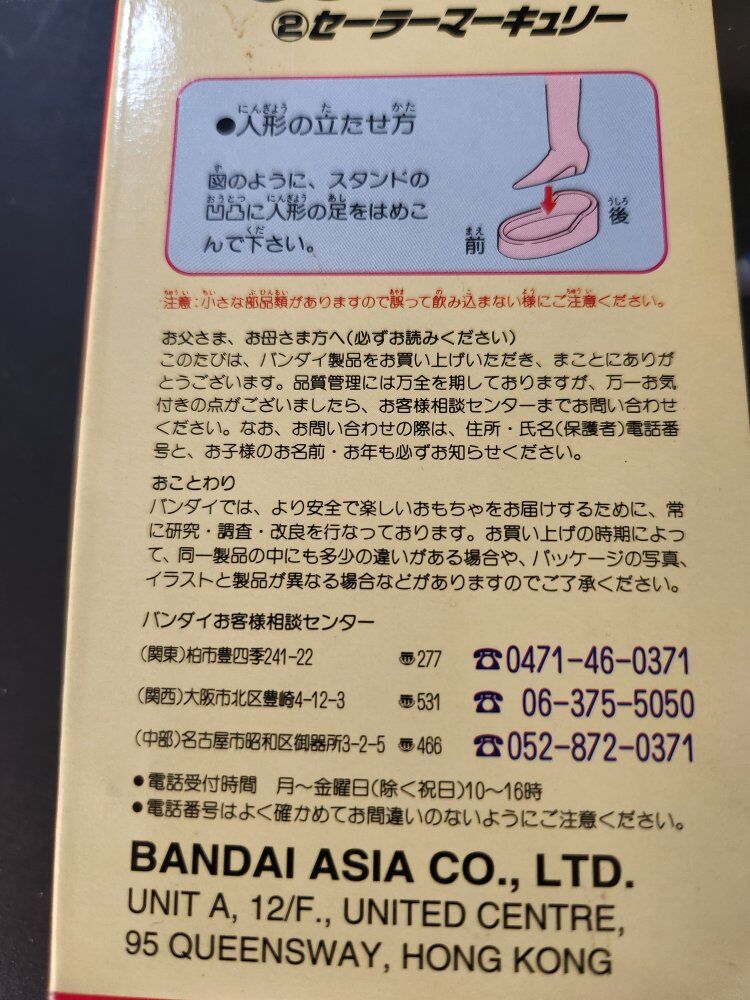 ②セーラーマーキュリー
●人形の立たせ方
図のように、スタンドの
凹凸に人形の足をはめこ
んで下さい。
前
後
注意:小さな部品類がありますので誤って飲み込まない様にご注意ください。
お父さま、お母さま方へ(必ずお読みください)
このたびは、バンダイ製品をお買い上げいただき、まことにありが
とうございます。品質管理には万全を期しておりますが、万一お気
付きの点がございましたら、お客様相談センターまでお問い合わせ
ください。なお、お問い合わせの際は、住所・氏名(保護者)電話番
号と、お子様のお名前・お年も必ずお知らせください。
おことわり
バンダイでは、より安全で楽しいおもちゃをお届けするために、常
に研究・調査・改良を行なっております。お買い上げの時期によっ
て、同一製品の中にも多少の違いがある場合や、パッケージの写真、
イラストと製品が異なる場合などがありますのでご了承ください。
バンダイお客様相談センター
(関東)柏市豊四季241-22 〠277 ☎0471-46-0371
(関西)大阪市北区豊崎4-12-3 〠531 ☎ 06-375-5050
(中部)名古屋市昭和区御器所3-2-5 〠466 ☎052-872-0371
●電話受付時間 月〜金曜日(除く祝日)10〜16時
●電話番号はよく確かめてお間違いのないようにご注意ください。
BANDAI ASIA CO., LTD.
UNIT A, 12/F., UNITED CENTRE,
95 QUEENSWAY, HONG KONG